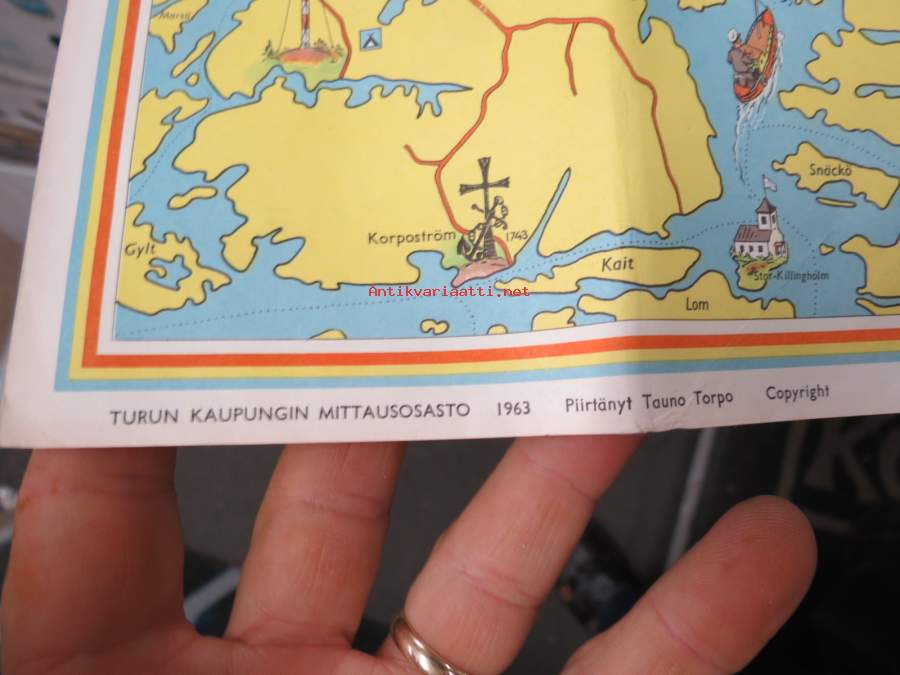 Snäckö
Korpoström
1743
Gylt
Kait
Stor-Killingholm
Antikvariaatti.net
Lom
TURUN KAUPUNGIN MITTAUSOSASTO 1963 Piirtänyt Tauno Torpo Copyright